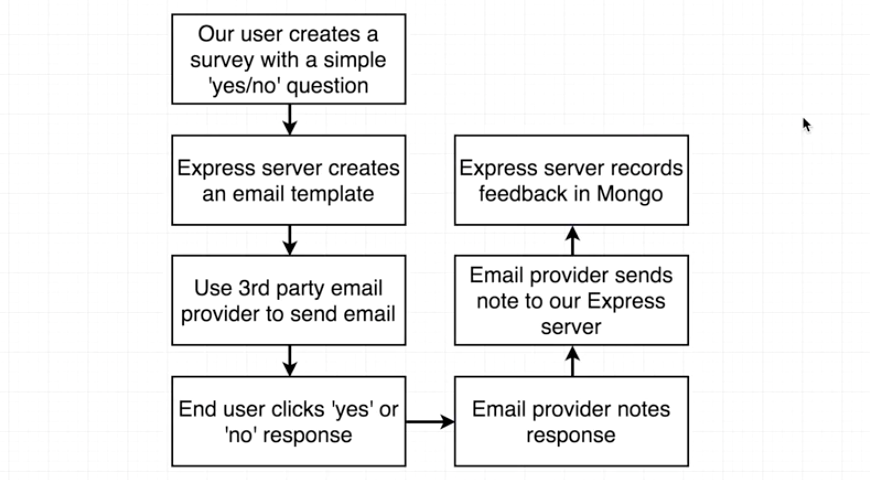 Our user creates a
survey with a simple
'yes/no' question
Express server creates
an email template
Use 3rd party email
provider to send email
End user clicks 'yes' or
'no' response
Email provider notes
response
Email provider sends
note to our Express
server
Express server records
feedback in Mongo